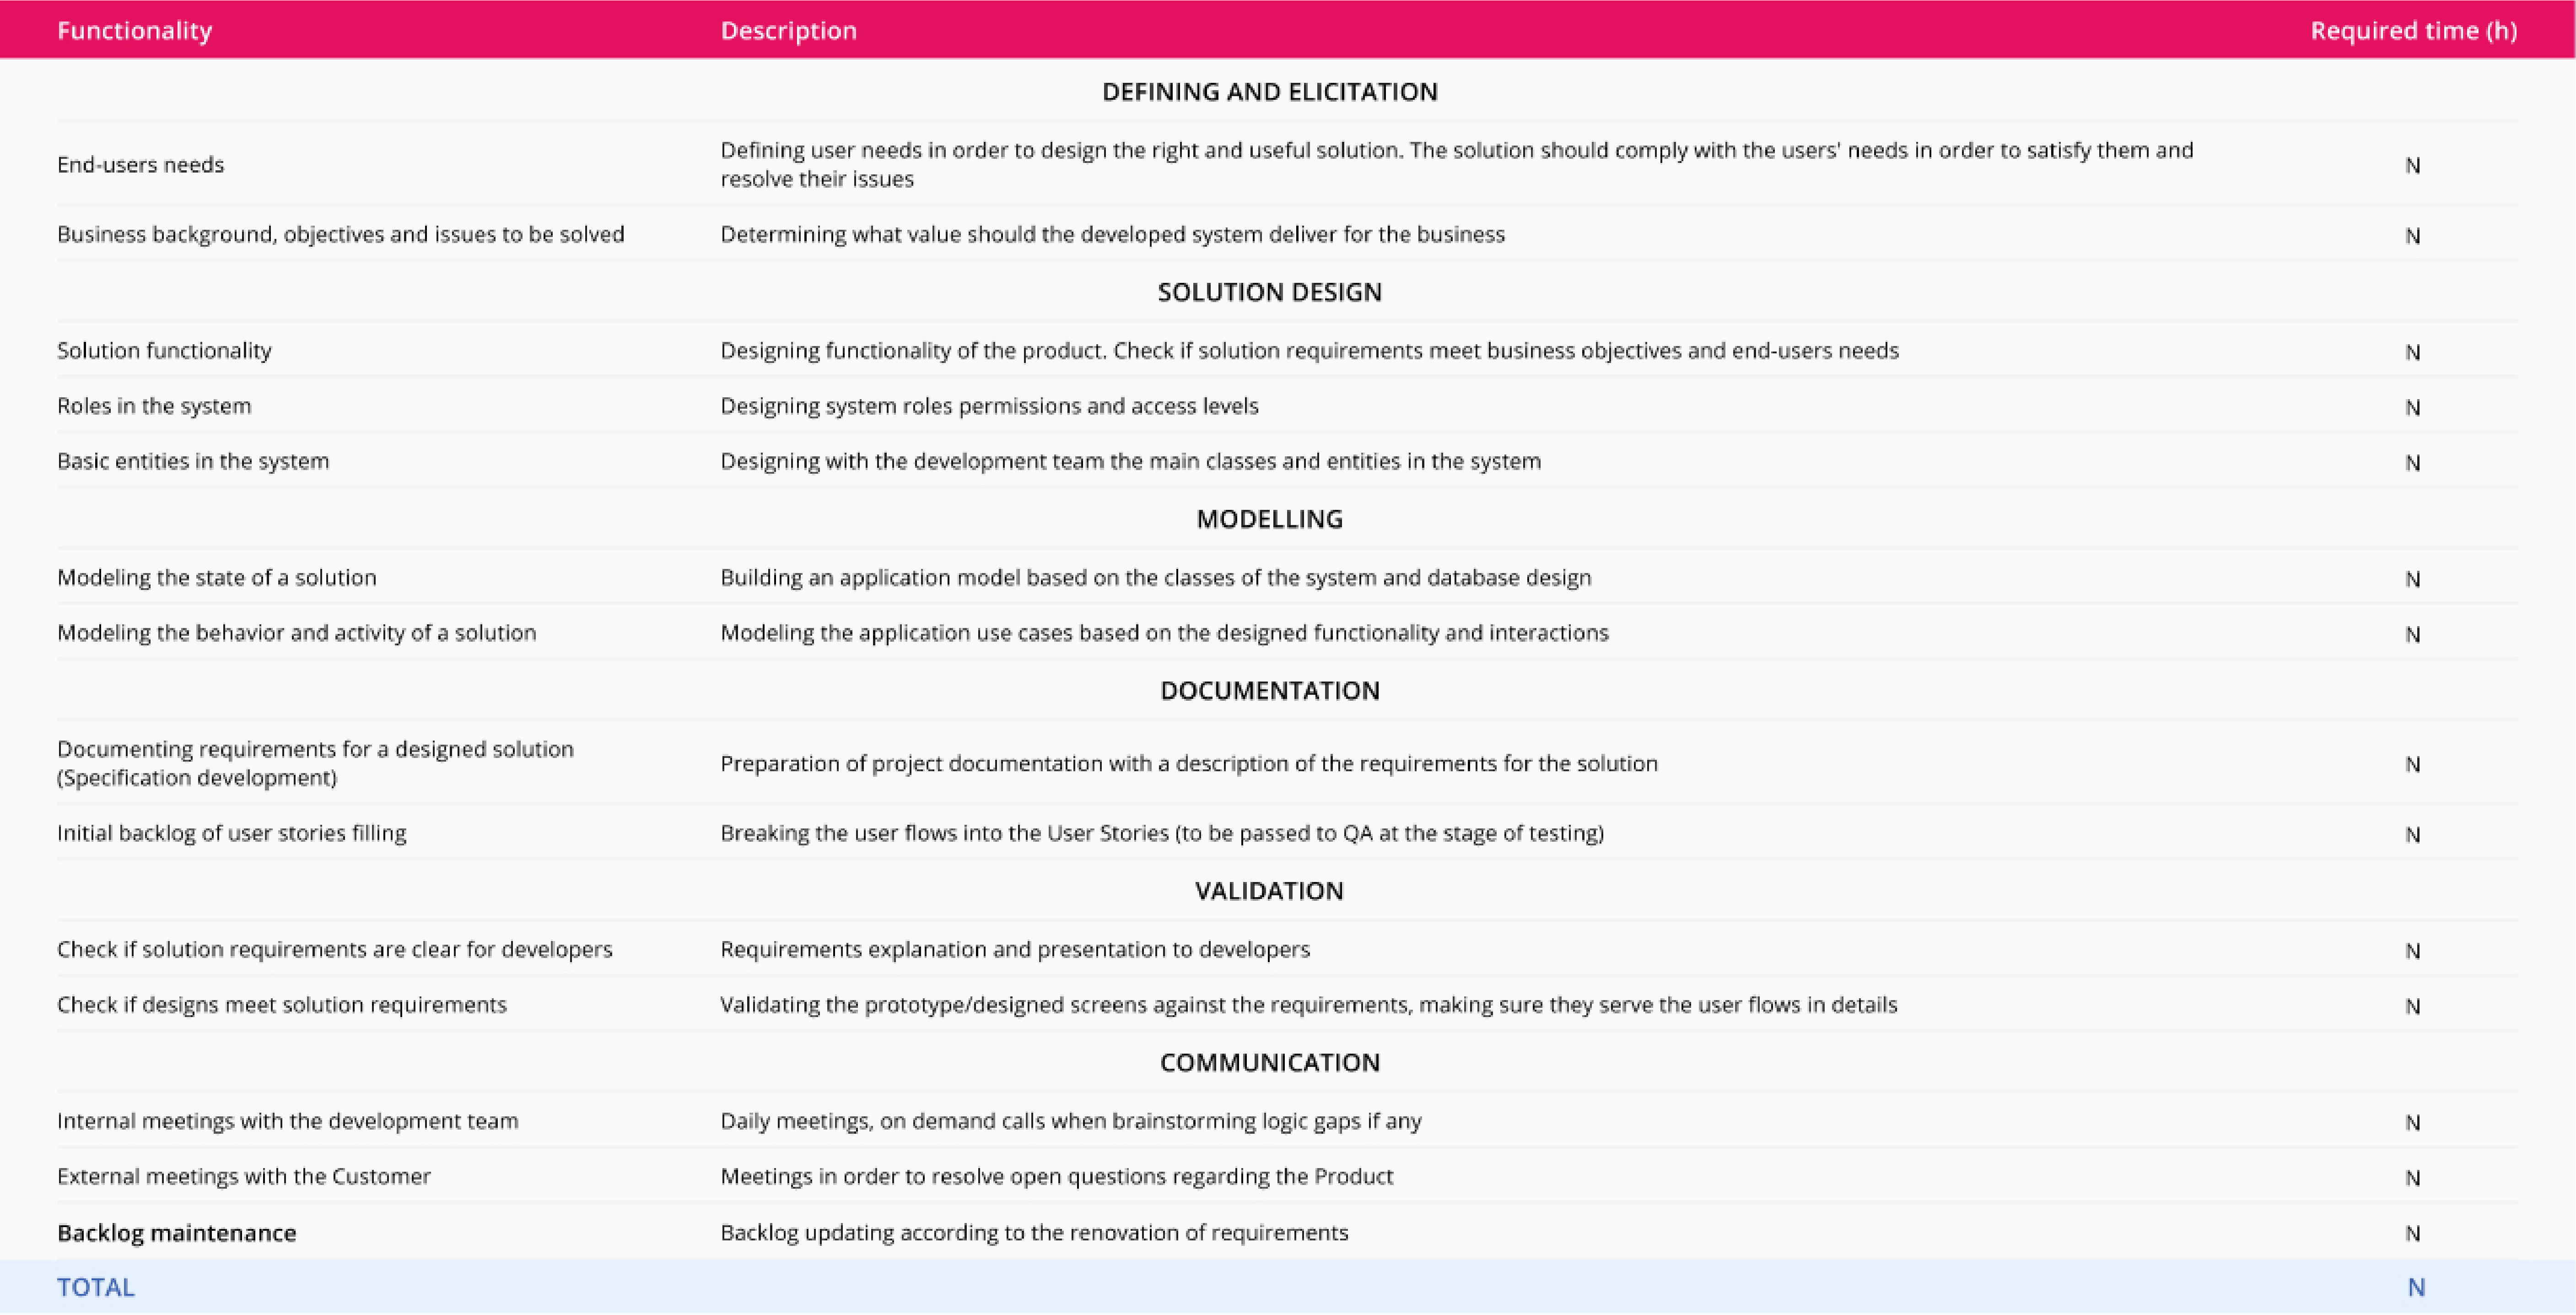 Functionality Description Required time (h)
DEFINING AND ELICITATION
End-users needs Defining user needs in order to design the right and useful solution. The solution should comply with the users' needs in order to satisfy them and N
resolve their issues
Business background, objectives and issues to be solved Determining what value should the developed system deliver for the business N
SOLUTION DESIGN
Solution functionality Designing functionality of the product. Check if solution requirements meet business objectives and end-users needs N
Roles in the system Designing system roles permissions and access levels N
Basic entities in the system Designing with the development team the main classes and entities in the system N
MODELLING
Modeling the state of a solution Building an application model based on the classes of the system and database design N
Modeling the behavior and activity of a solution Modeling the application use cases based on the designed functionality and interactions N
DOCUMENTATION
Documenting requirements for a designed solution
(Specification development) Preparation of project documentation with a description of the requirements for the solution N
Initial backlog of user stories filling Breaking the user flows into the User Stories (to be passed to QA at the stage of testing) N
VALIDATION
Check if solution requirements are clear for developers Requirements explanation and presentation to developers N
Check if designs meet solution requirements Validating the prototype/designed screens against the requirements, making sure they serve the user flows in details N
COMMUNICATION
Internal meetings with the development team Daily meetings, on demand calls when brainstorming logic gaps if any N
External meetings with the Customer Meetings in order to resolve open questions regarding the Product N
Backlog maintenance Backlog updating according to the renovation of requirements N
TOTAL N